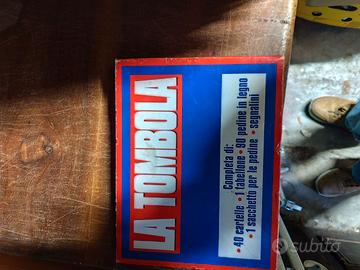 LA TOMBOLA
Completa di:
• 40 cartelle • 1 tabellone • 90 pedine in legno
• 1 sacchetto per le pedine • segnalini
subito